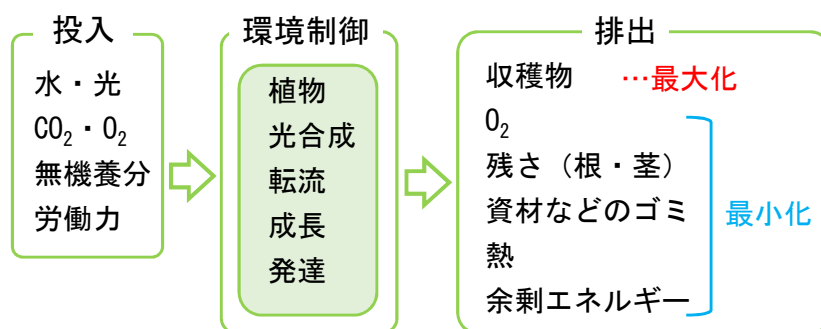 投入
水・光
CO₂・O₂
無機養分
労働力
環境制御
植物
光合成
転流
成長
発達
排出
収穫物 …最大化
O₂
残さ（根・茎）
資材などのゴミ
熱
余剰エネルギー
最小化